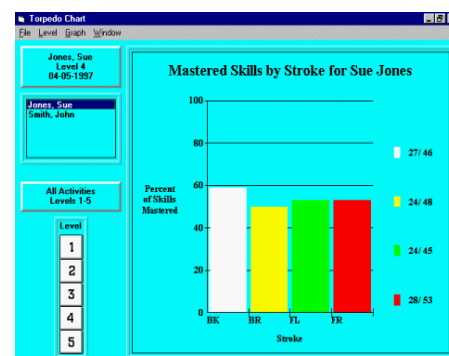 Torpedo Chart
File Level Graph Window
Jones, Sue
Level 4
04-05-1997
Jones, Sue
Smith, John
All Activities
Levels 1-5
Level
1
2
3
4
5
Mastered Skills by Stroke for Sue Jones
Percent
of Skills
Mastered
100
80
60
40
20
0
BK BR FL FR
Stroke
27/ 46
24/ 48
24/ 45
28/ 53